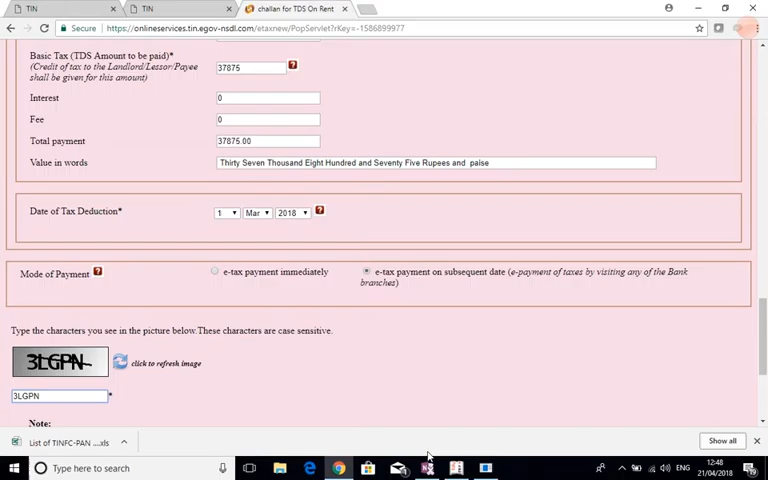 TIN
TIN
etaxnew for TDS On Rent
Secure
https://onlineservices.tin.egov-nsdl.com/etaxnew/PopServlet?rKey=-1586899977
Basic Tax (TDS Amount to be paid)*
(Credit of tax to the Landlord/Lessor/Payee
shall be given for this amount)
37875
Interest
0
Fee
0
Total payment
37875.00
Value in words
Thirty Seven Thousand Eight Hundred and Seventy Five Rupees and paise
Date of Tax Deduction*
1 Mar 2018
Mode of Payment
e-tax payment immediately
e-tax payment on subsequent date (e-payment of taxes by visiting any of the Bank
branches)
Type the characters you see in the picture below.These characters are case sensitive.
3LGPN
click to refresh image
3LGPN *
Note:
List of TINFC-PAN ....xls
Show all
Type here to search
ENG
12:48
21/04/2018
19